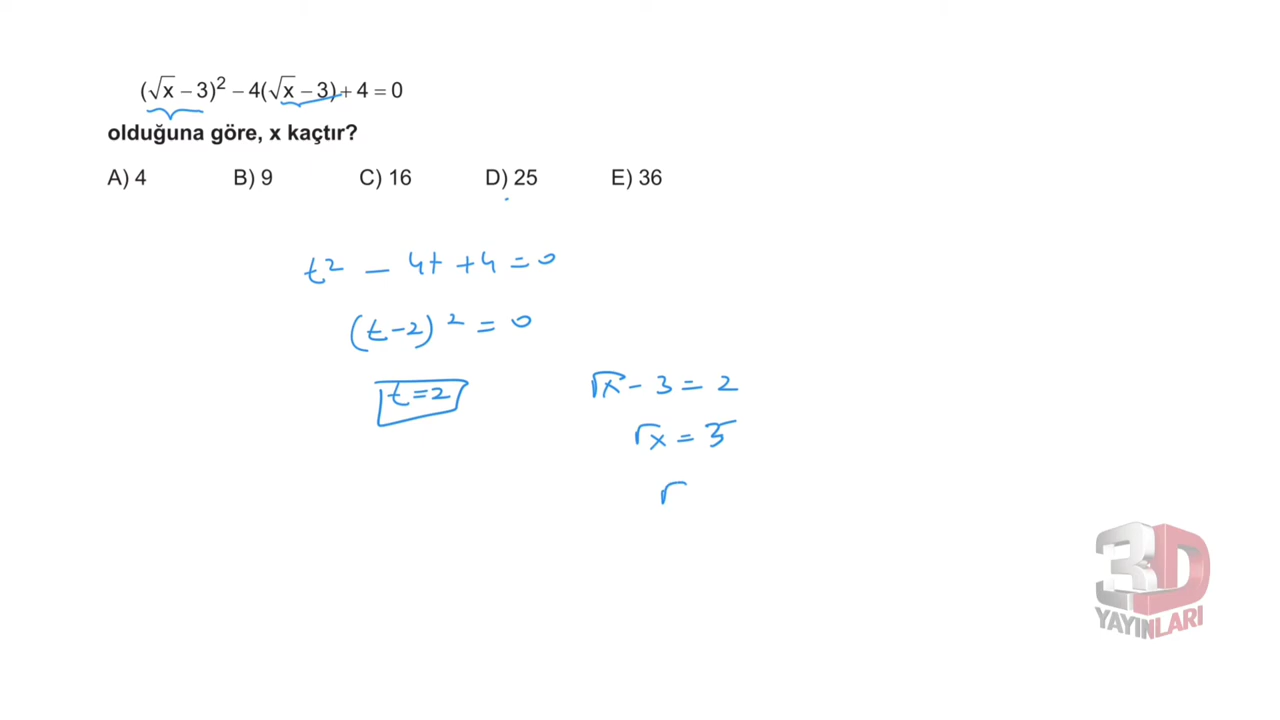 (√x − 3)² − 4(√x − 3) + 4 = 0
olduğuna göre, x kaçtır?
A) 4 B) 9 C) 16 D) 25 E) 36
t² − 4t + 4 = 0
(t − 2)² = 0
t = 2
√x − 3 = 2
√x = 5
√
3D
YAYINLARI